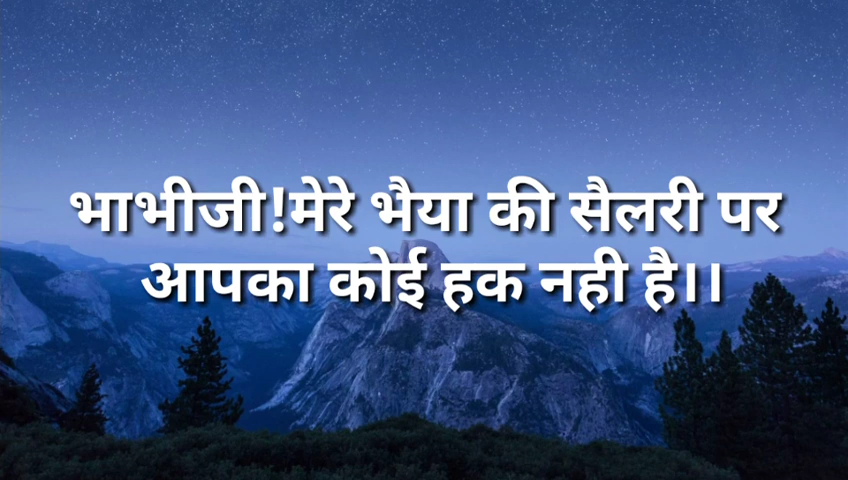 भाभीजी!मेरे भैया की सैलरी पर
आपका कोई हक नही है।।